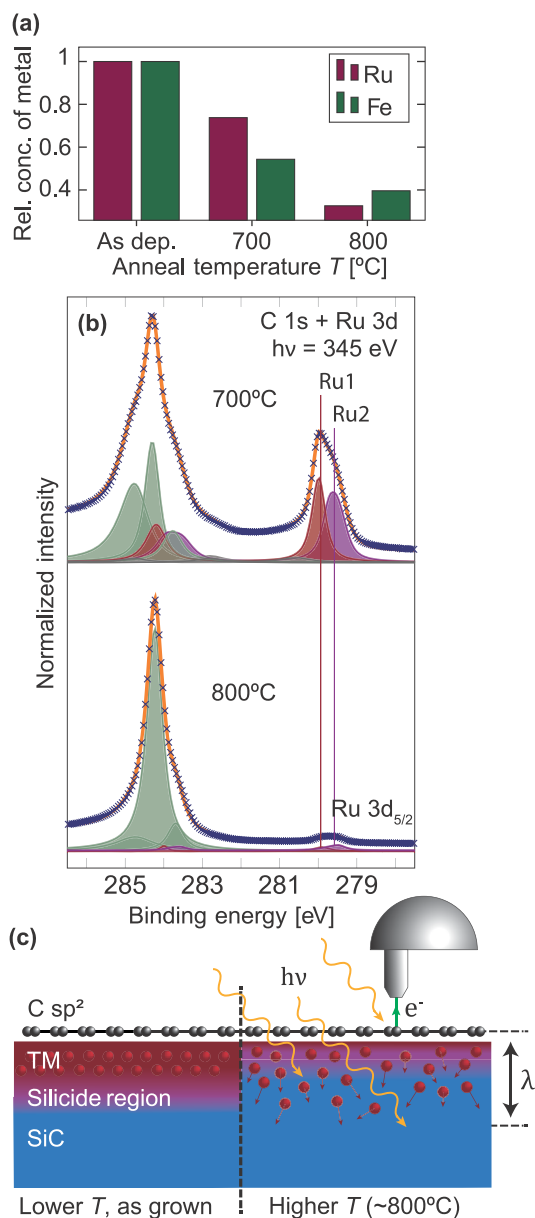 (a)
Rel. conc. of metal
1
0.8
0.6
0.4
Ru
Fe
As dep. 700 800
Anneal temperature T [ºC]
(b)
C 1s + Ru 3d
hν = 345 eV
Ru1
Ru2
700ºC
Normalized intensity
800ºC
Ru 3d5/2
285 283 281 279
Binding energy [eV]
(c)
hν
e-
C sp²
TM
Silicide region
SiC
λ
Lower T, as grown Higher T (~800ºC)